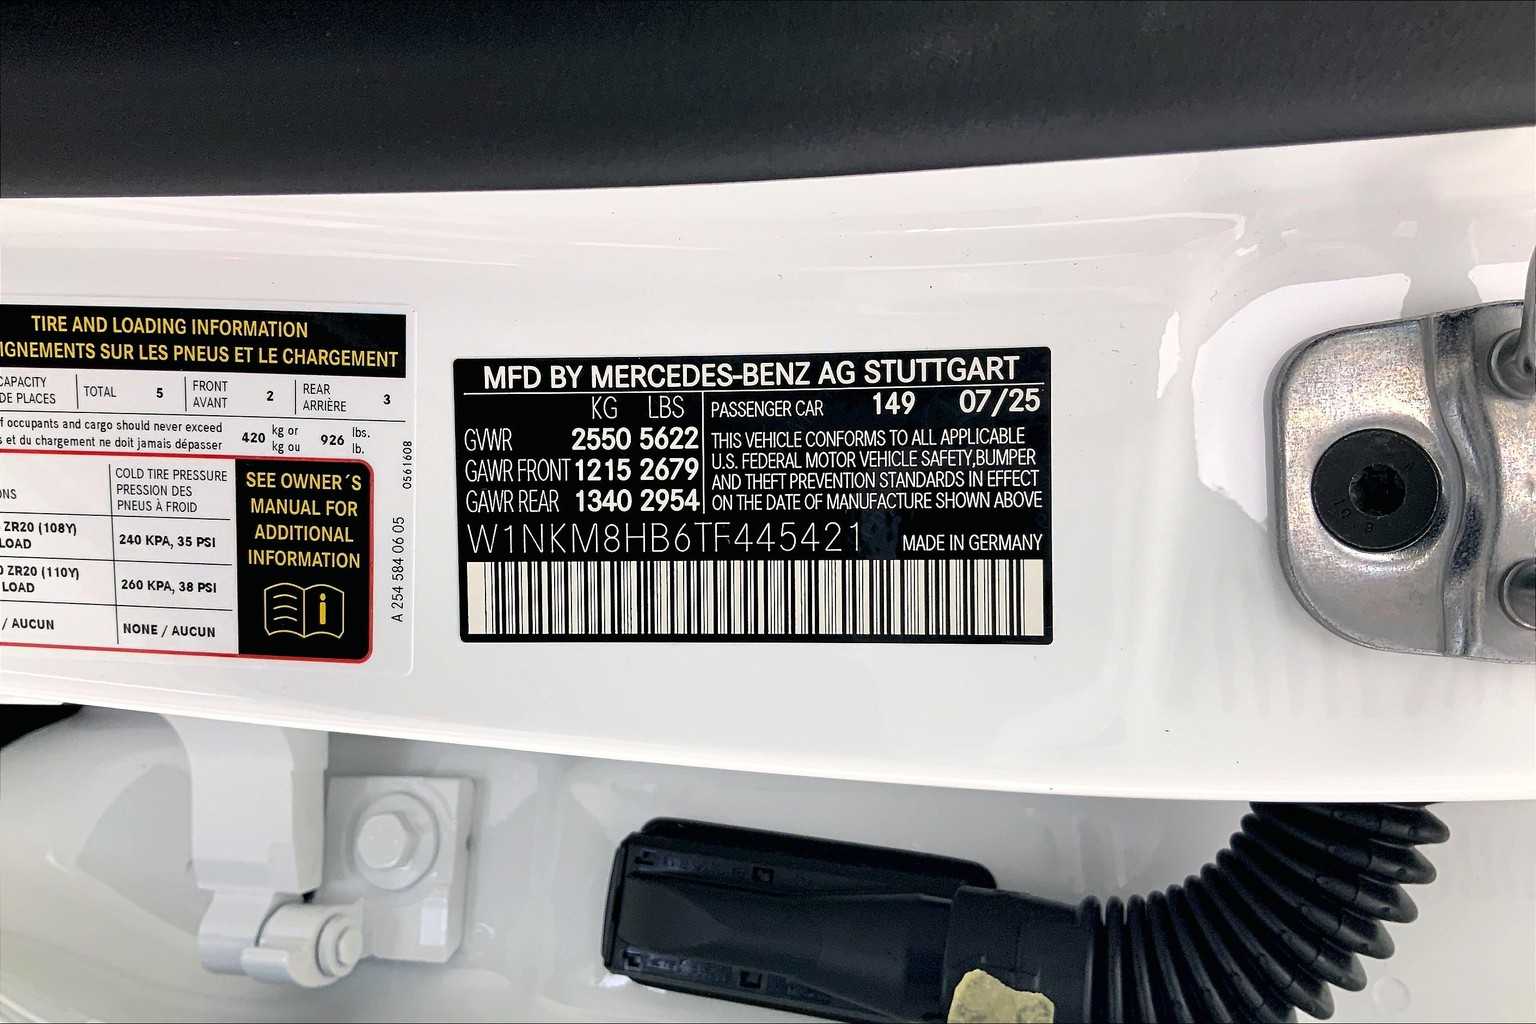 TIRE AND LOADING INFORMATION
SUR LES PNEUS ET LE CHARGEMENT
CAPACITY
DE PLACES
TOTAL 5
FRONT
AVANT
2
REAR
ARRIÈRE
3
of occupants and cargo should never exceed
s et du chargement ne doit jamais dépasser
420 kg or
kg ou
926 lbs.
lb.
COLD TIRE PRESSURE
PRESSION DES
PNEUS À FROID
ZR20 (108Y)
LOAD
240 KPA, 35 PSI
ZR20 (110Y)
LOAD
260 KPA, 38 PSI
/ AUCUN
NONE / AUCUN
SEE OWNER´S
MANUAL FOR
ADDITIONAL
INFORMATION
0561608
A 254 584 06 05
MFD BY MERCEDES-BENZ AG STUTTGART
KG LBS
GVWR 2550 5622
GAWR FRONT 1215 2679
GAWR REAR 1340 2954
PASSENGER CAR 149 07/25
THIS VEHICLE CONFORMS TO ALL APPLICABLE
U.S. FEDERAL MOTOR VEHICLE SAFETY,BUMPER
AND THEFT PREVENTION STANDARDS IN EFFECT
ON THE DATE OF MANUFACTURE SHOWN ABOVE
W1NKM8HB6TF445421
MADE IN GERMANY